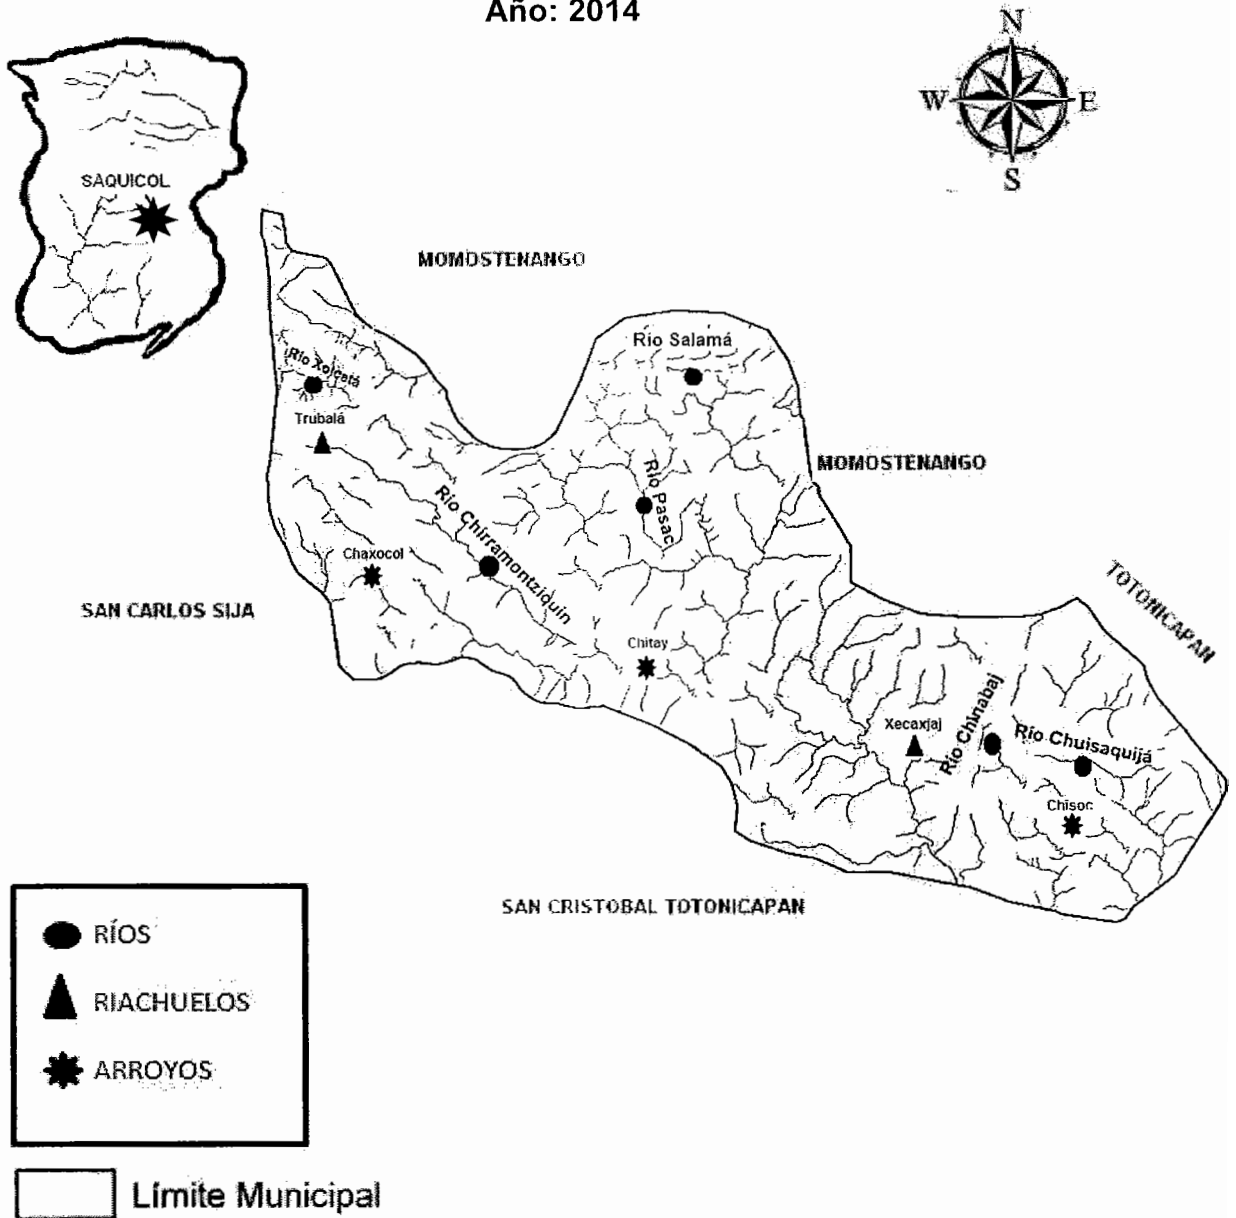 Año: 2014
N
W
E
S
SAQUICOL
MOMOSTENANGO
Río Salamá
Río Xolcatá
Trubalá
MOMOSTENANGO
Río Pasac
Río Chirramontziquin
Chaxocol
TOTONICAPAN
SAN CARLOS SIJA
Chitay
Xecaxjaj
Río Chinabaj
Río Chuisaquijá
Chisoc
SAN CRISTOBAL TOTONICAPAN
RÍOS
RIACHUELOS
ARROYOS
Límite Municipal